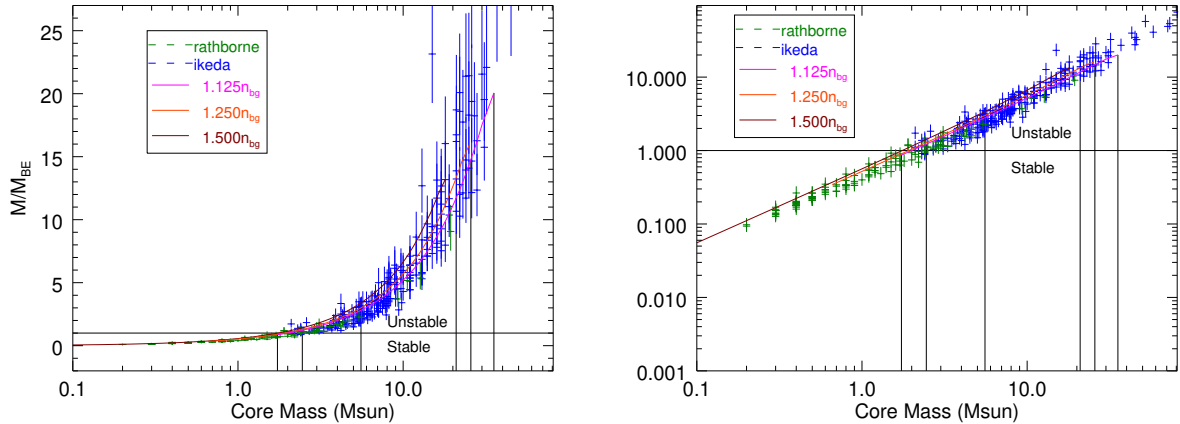 rathborne
ikeda
1.125n_bg
1.250n_bg
1.500n_bg
25
20
15
10
5
0
M/M_BE
Unstable
Stable
0.1 1.0 10.0
Core Mass (Msun)
rathborne
ikeda
1.125n_bg
1.250n_bg
1.500n_bg
10.000
1.000
0.100
0.010
0.001
Unstable
Stable
0.1 1.0 10.0
Core Mass (Msun)